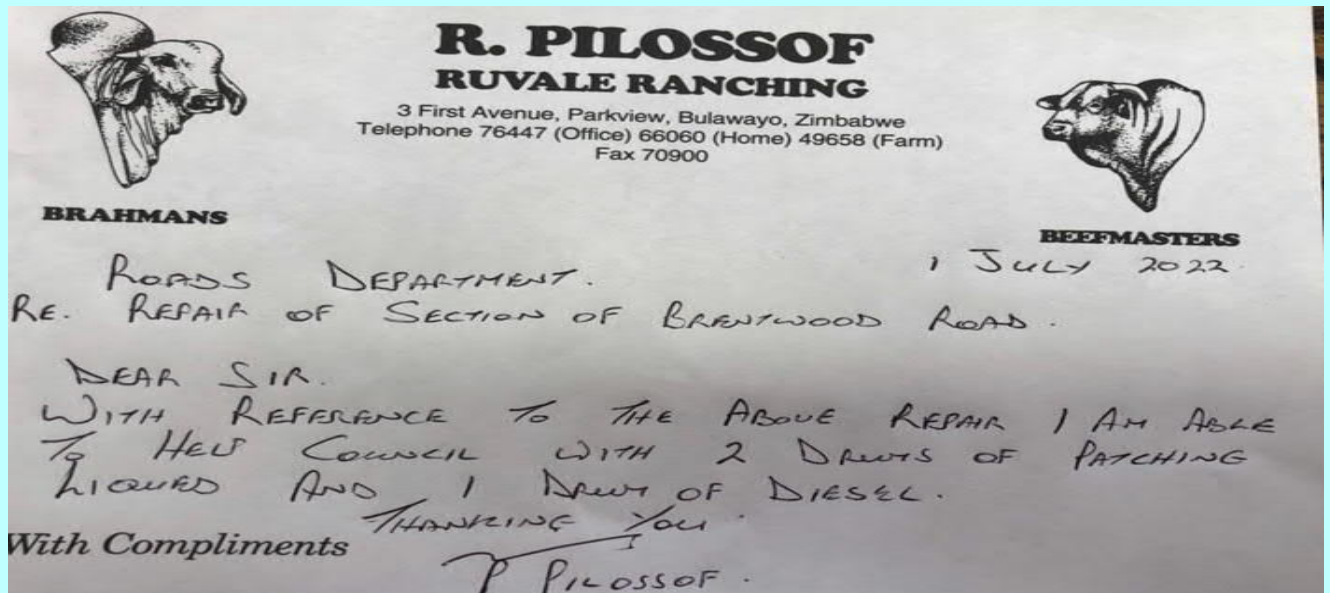 R. PILOSSOF
RUVALE RANCHING
3 First Avenue, Parkview, Bulawayo, Zimbabwe
Telephone 76447 (Office) 66060 (Home) 49658 (Farm)
Fax 70900
BRAHMANS
BEEFMASTERS
1 JULY 2022.
ROADS DEPARTMENT.
RE. REPAIR OF SECTION OF BRENTWOOD ROAD.
DEAR SIR.
WITH REFERENCE TO THE ABOVE REPAIR I AM ABLE
TO HELP COUNCIL WITH 2 DRUMS OF PATCHING
LIQUED AND 1 DRUM OF DIESEL.
THANKING YOU.
With Compliments
P PILOSSOF.